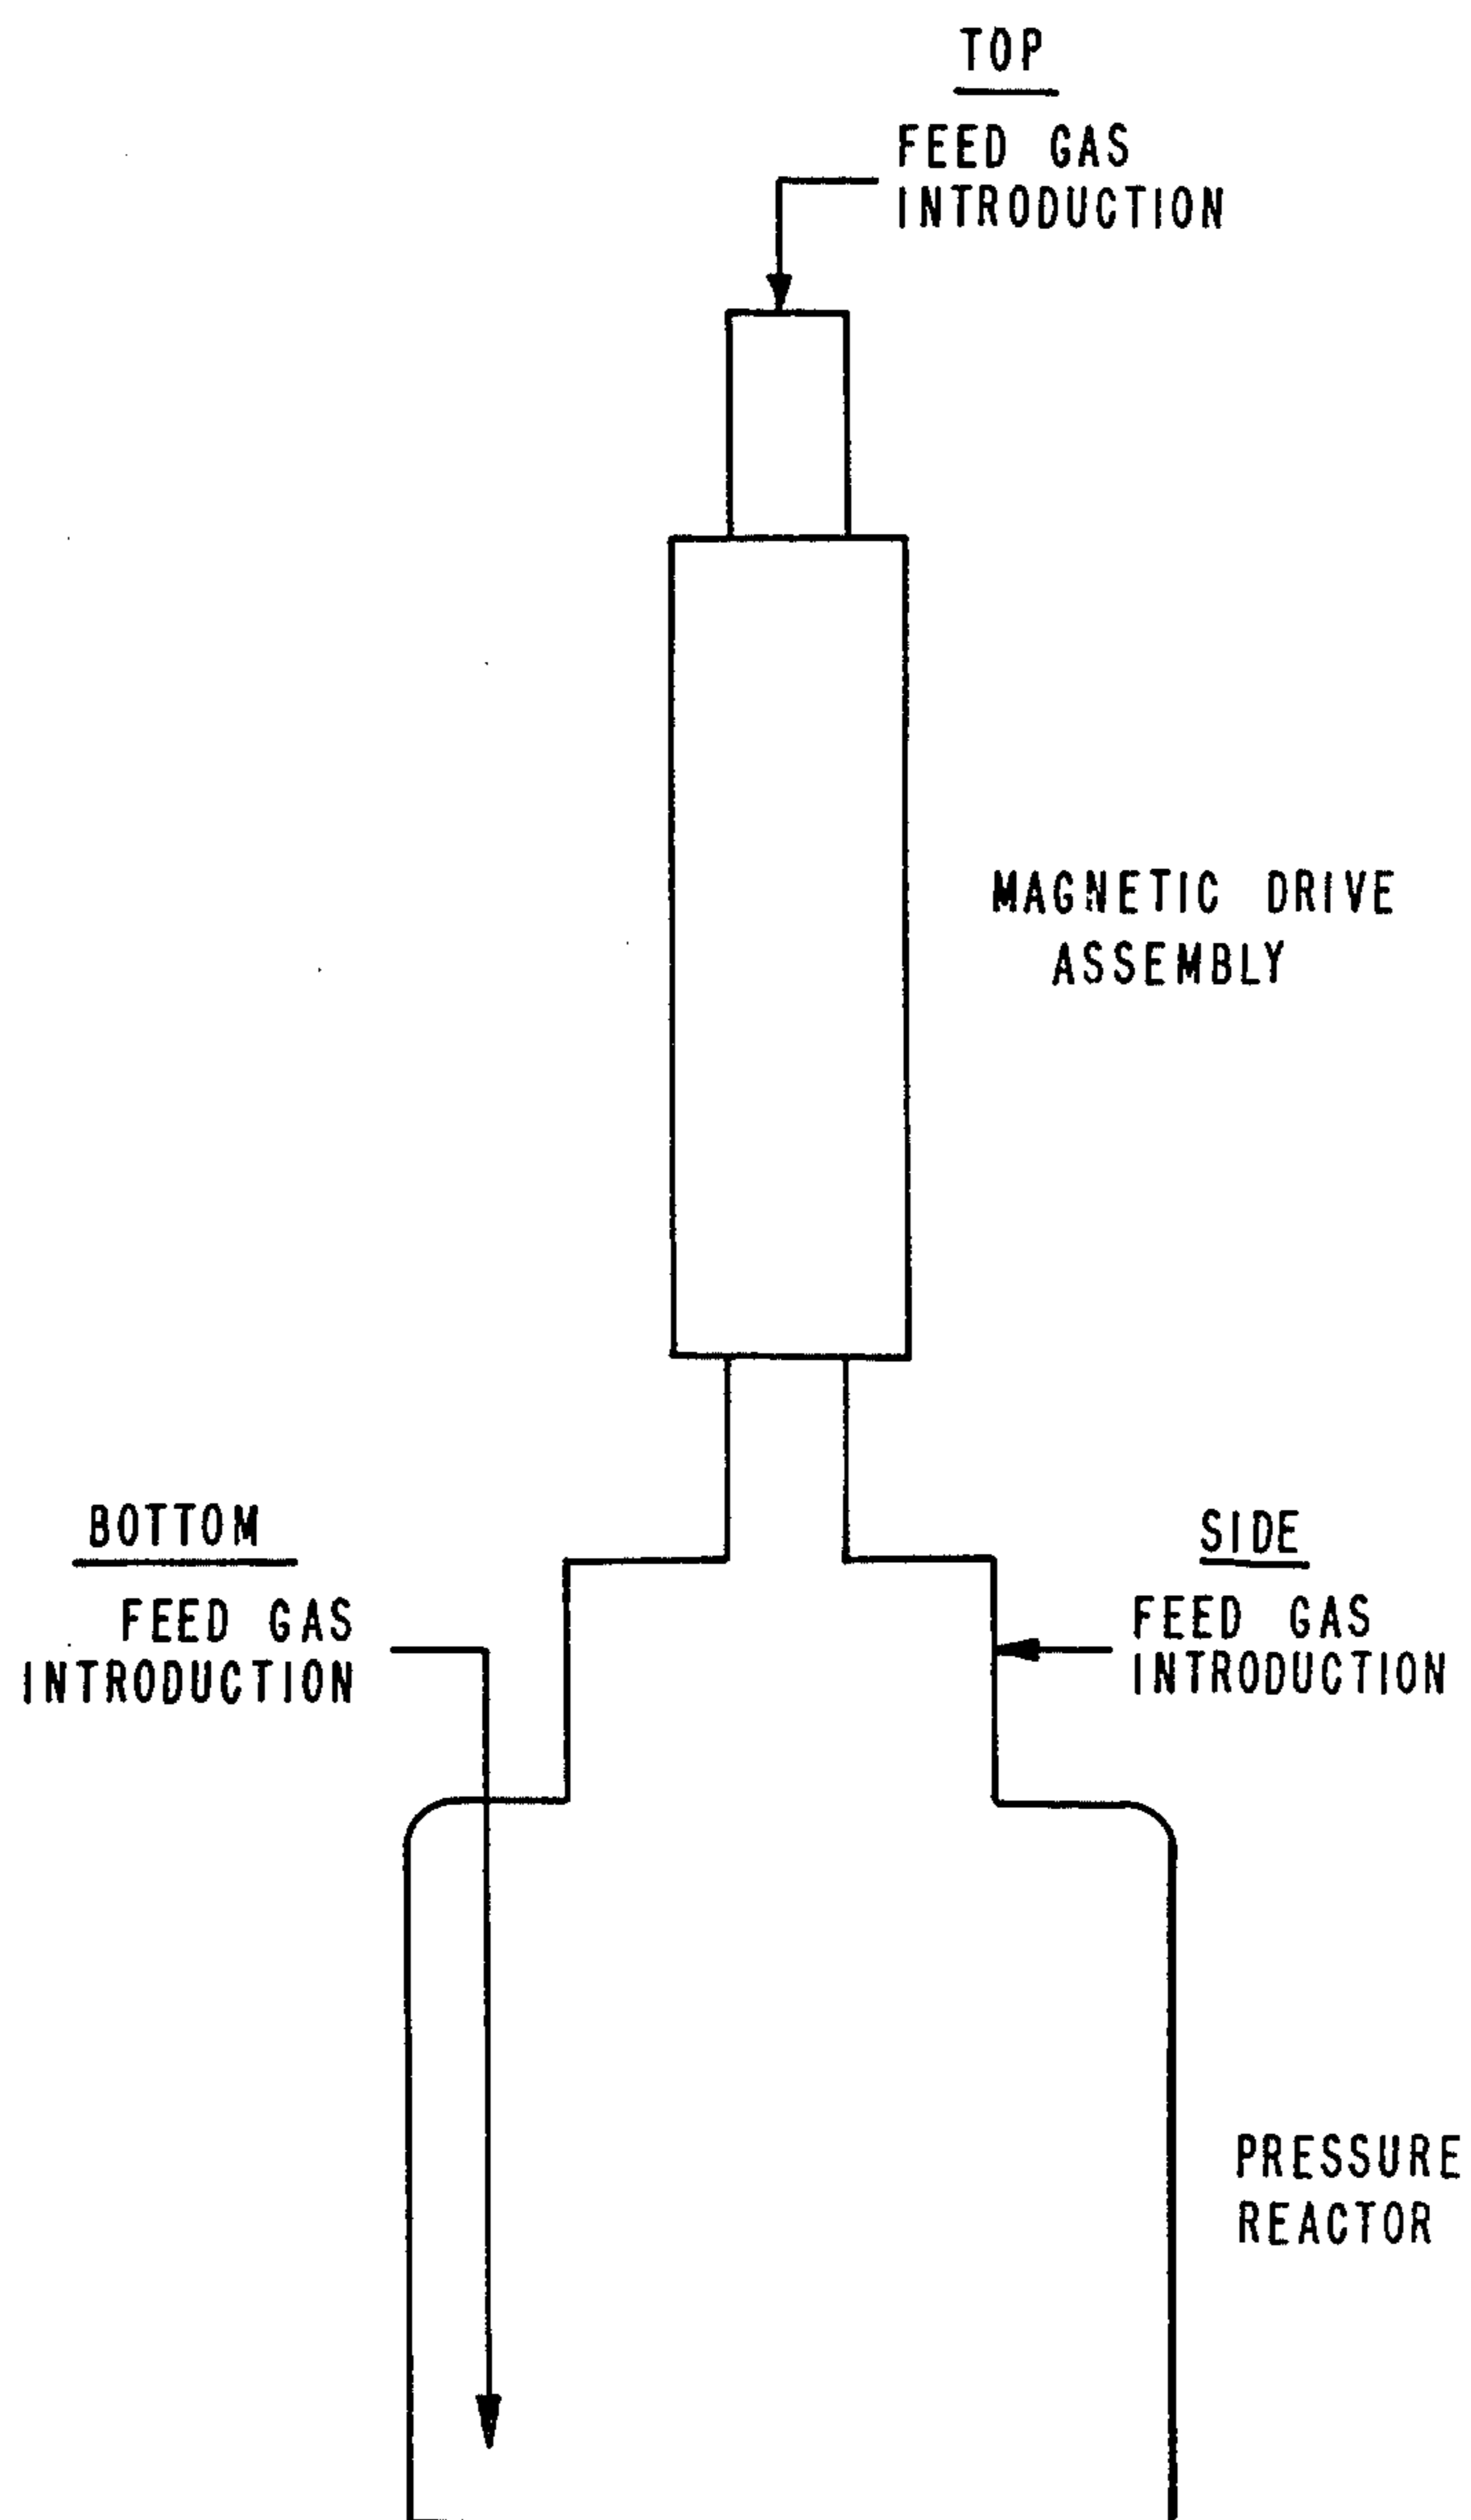 TOP
FEED GAS
INTRODUCTION
MAGNETIC DRIVE
ASSEMBLY
BOTTOM
FEED GAS
INTRODUCTION
SIDE
FEED GAS
INTRODUCTION
PRESSURE
REACTOR